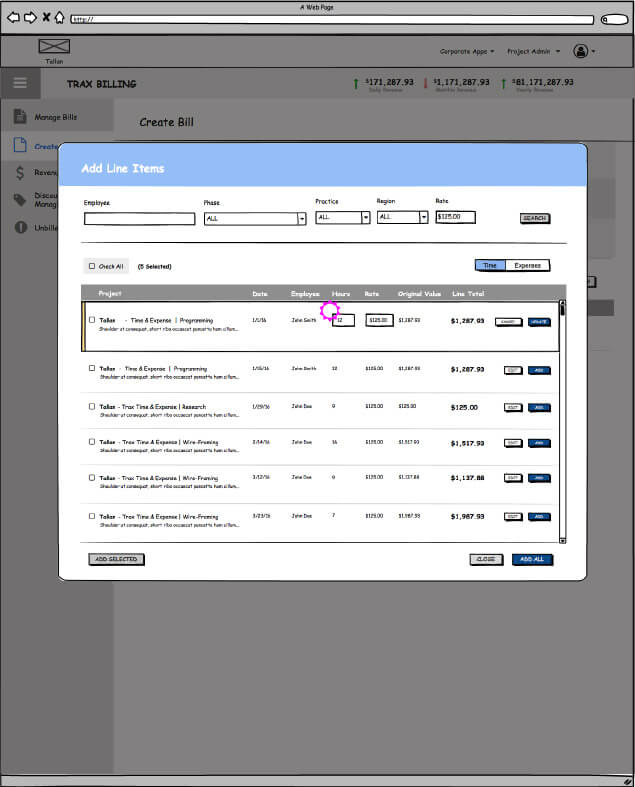 A Web Page
http://
Tallan
Corporate Apps
Project Admin
TRAX BILLING
$171,287.93
Daily Revenue
$1,171,287.93
Monthly Revenue
$81,171,287.93
Yearly Revenue
Manage Bills
Create Bill
Create
Revenu
Discou
Manag
Unbille
Add Line Items
Employee
Phase
Practice
Region
Rate
ALL
ALL
ALL
$125.00
SEARCH
Check All
(5 Selected)
Time
Expenses
Project Date Employee Hours Rate Original Value Line Total
Tallan - Time & Expense | Programming 1/1/16 John Smith 12 $125.00 $1,287.93 $1,287.93 UPDATE
Shoulder at consequat, short ribs occaecat pancetta ham cillum...
Tallan - Time & Expense | Programming 1/15/16 John Smith 12 $125.00 $1,287.93 $1,287.93 EDIT ADD
Shoulder at consequat, short ribs occaecat pancetta ham cillum...
Tallan - Trax Time & Expense | Research 1/29/16 John Doe 9 $125.00 $125.00 $125.00 EDIT ADD
Shoulder at consequat, short ribs occaecat pancetta ham cillum...
Tallan - Trax Time & Expense | Wire-Framing 2/14/16 John Doe 16 $125.00 $1,517.93 $1,517.93 EDIT ADD
Shoulder at consequat, short ribs occaecat pancetta ham cillum...
Tallan - Trax Time & Expense | Wire-Framing 3/12/16 John Doe $125.00 $1,137.88 $1,137.88 EDIT ADD
Shoulder at consequat, short ribs occaecat pancetta ham cillum...
Tallan - Trax Time & Expense | Wire-Framing 3/23/16 John Doe 7 $125.00 $1,987.93 $1,987.93 EDIT ADD
Shoulder at consequat, short ribs occaecat pancetta ham cillum...
ADD SELECTED
CLOSE
ADD ALL